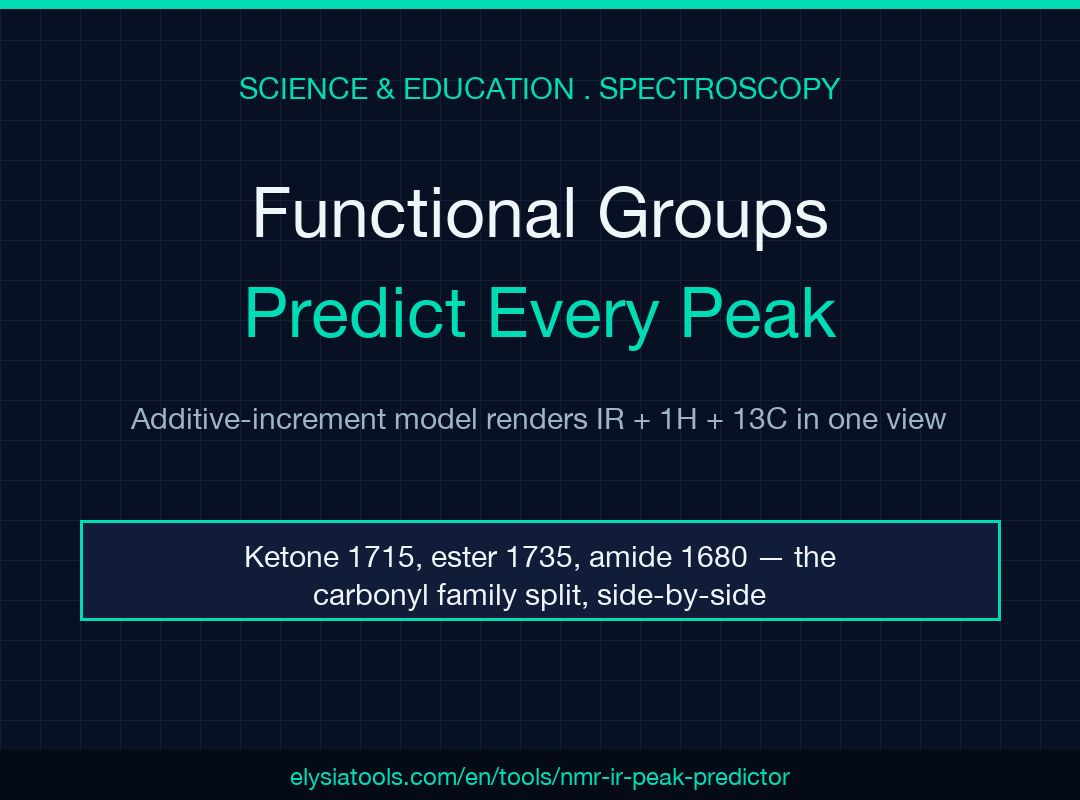 SCIENCE & EDUCATION . SPECTROSCOPY
Functional Groups
Predict Every Peak
Additive-increment model renders IR + 1H + 13C in one view
Ketone 1715, ester 1735, amide 1680 — the
carbonyl family split, side-by-side
elysiatools.com/en/tools/nmr-ir-peak-predictor